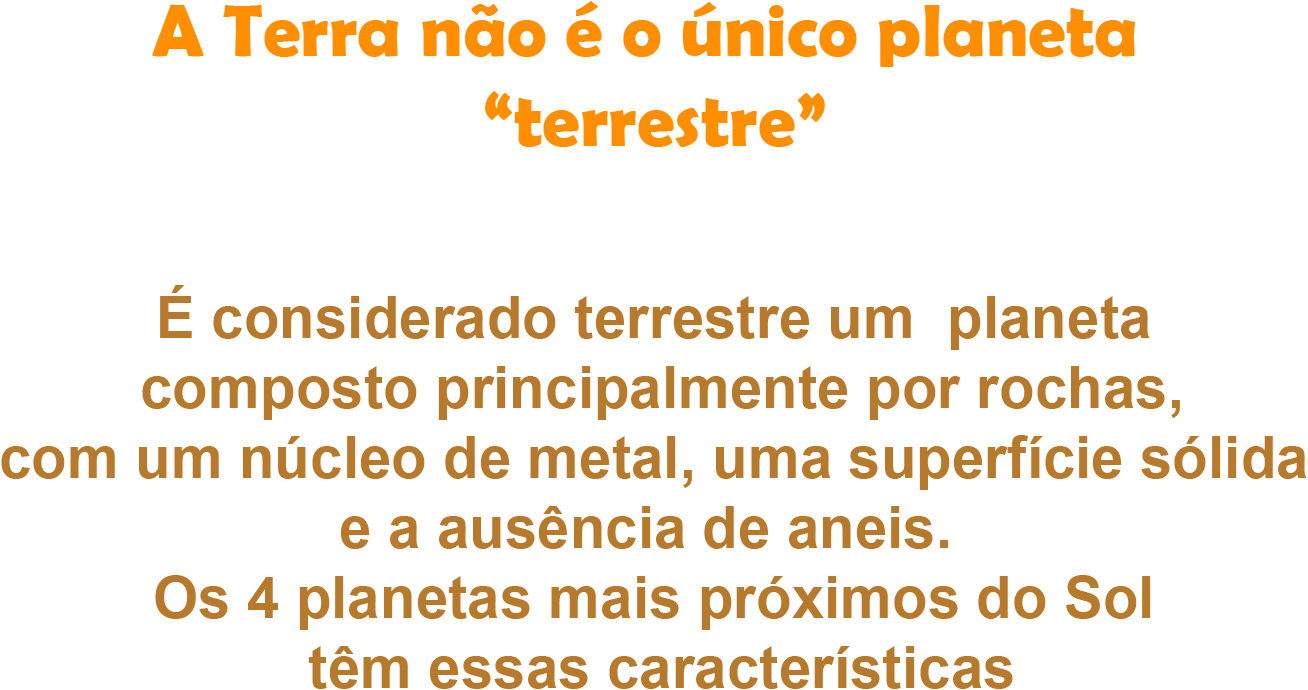 A Terra não é o único planeta
“terrestre”
É considerado terrestre um planeta
composto principalmente por rochas,
com um núcleo de metal, uma superfície sólida
e a ausência de aneis.
Os 4 planetas mais próximos do Sol
têm essas características